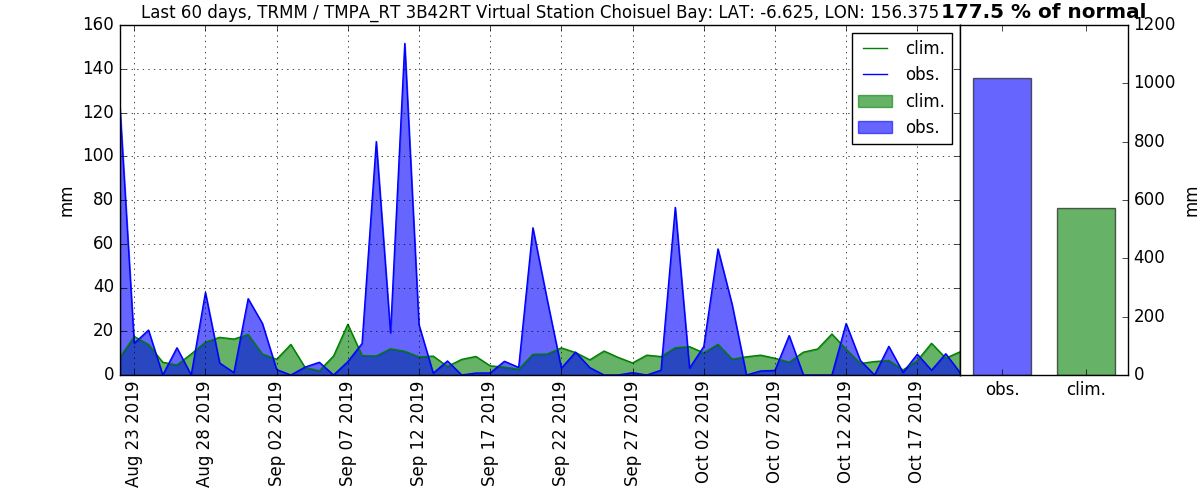 Last 60 days, TRMM / TMPA_RT 3B42RT Virtual Station Choisuel Bay: LAT: -6.625, LON: 156.375
177.5 % of normal
160
140
120
100
80
60
40
20
0
mm
clim.
obs.
clim.
obs.
Aug 23 2019
Aug 28 2019
Sep 02 2019
Sep 07 2019
Sep 12 2019
Sep 17 2019
Sep 22 2019
Sep 27 2019
Oct 02 2019
Oct 07 2019
Oct 12 2019
Oct 17 2019
1200
1000
800
600
400
200
0
mm
obs.
clim.